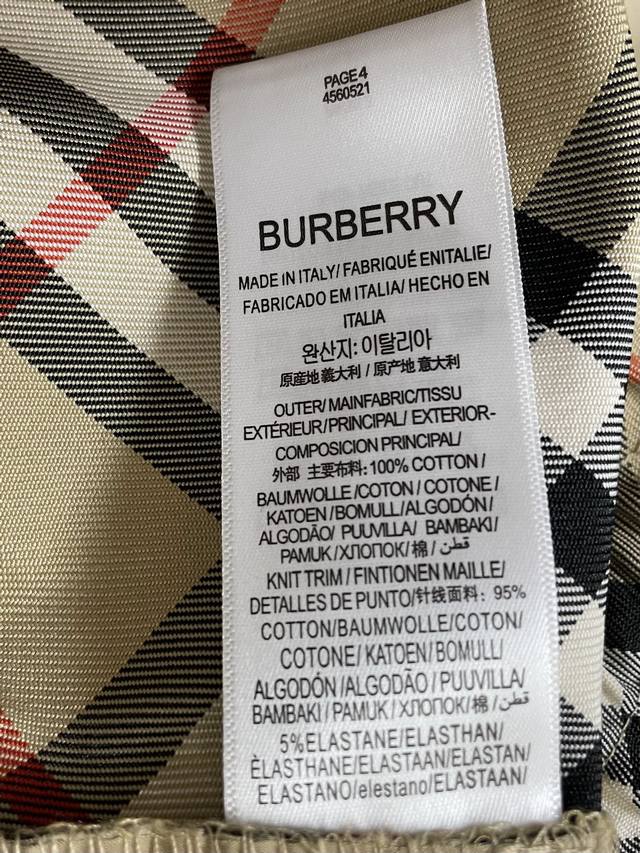 PAGE4
4560521
BURBERRY
MADE IN ITALY/ FABRIQUÉ ENITALIE/
FABRICADO EM ITALIA/ HECHO EN
ITALIA
완산지: 이탈리아
原産地義大利 / 原产地 意大利
OUTER/ MAINFABRIC/TISSU
EXTÉRIEUR/PRINCIPAL/ EXTERIOR-
COMPOSICION PRINCIPAL/
外部 主要布料: 100% COTTON /
BAUMWOLLE /COTON / COTONE /
KATOEN / BOMULL/ALGODÓN/
ALGODÃO/ PUUVILLA/ BAMBAKI/
PAMUK / ХЛОПОК/ 棉 / قطن
KNIT TRIM / FINTIONEN MAILLE/
DETALLES DE PUNTO/针线面料: 95%
COTTON/BAUMWOLLE/COTON/
COTONE/ KATOEN/ BOMULL/
ALGODÓN /ALGODÃO / PUUVILLA/
BAMBAKI / PAMUK / ХЛОПОК/ 棉 / قطن
5%ELASTANE/ELASTHAN/
ÈLASTHANE/ELASTAAN/ELASTAN/
ELASTANO/elestano/ELASTAAN/